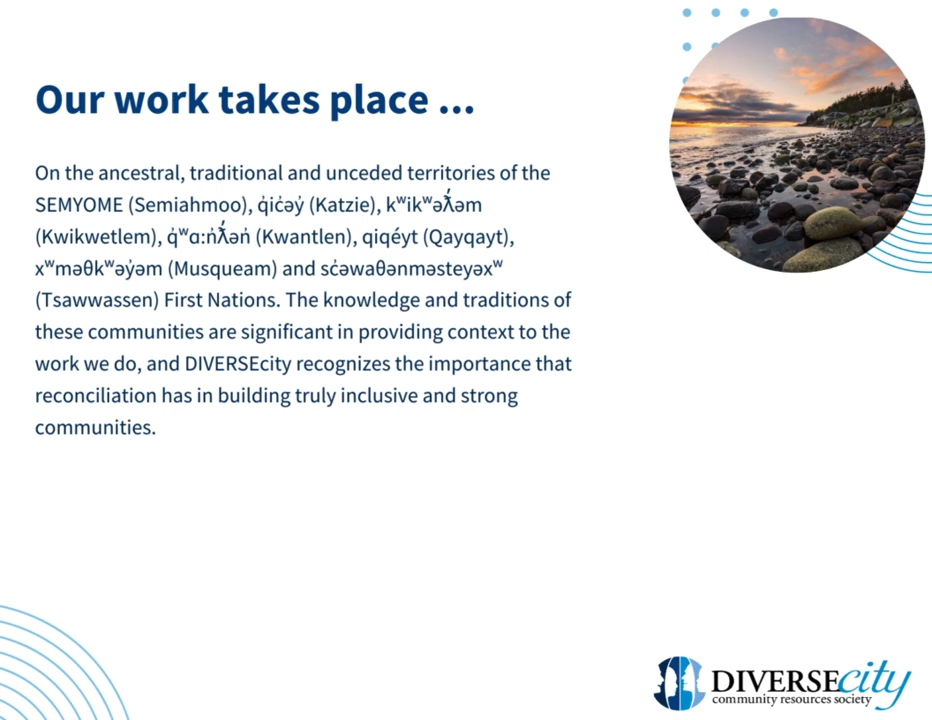 Our work takes place ...
On the ancestral, traditional and unceded territories of the
SEMYOME (Semiahmoo), q̓ic̓əy̓ (Katzie), kʷikʷəƛ̓əm
(Kwikwetlem), q̓ʷɑ:n̓ƛ̓ən̓ (Kwantlen), qiqéyt (Qayqayt),
xʷməθkʷəy̓əm (Musqueam) and sc̓əwaθənməsteyəxʷ
(Tsawwassen) First Nations. The knowledge and traditions of
these communities are significant in providing context to the
work we do, and DIVERSEcity recognizes the importance that
reconciliation has in building truly inclusive and strong
communities.
DIVERSEcity
community resources society